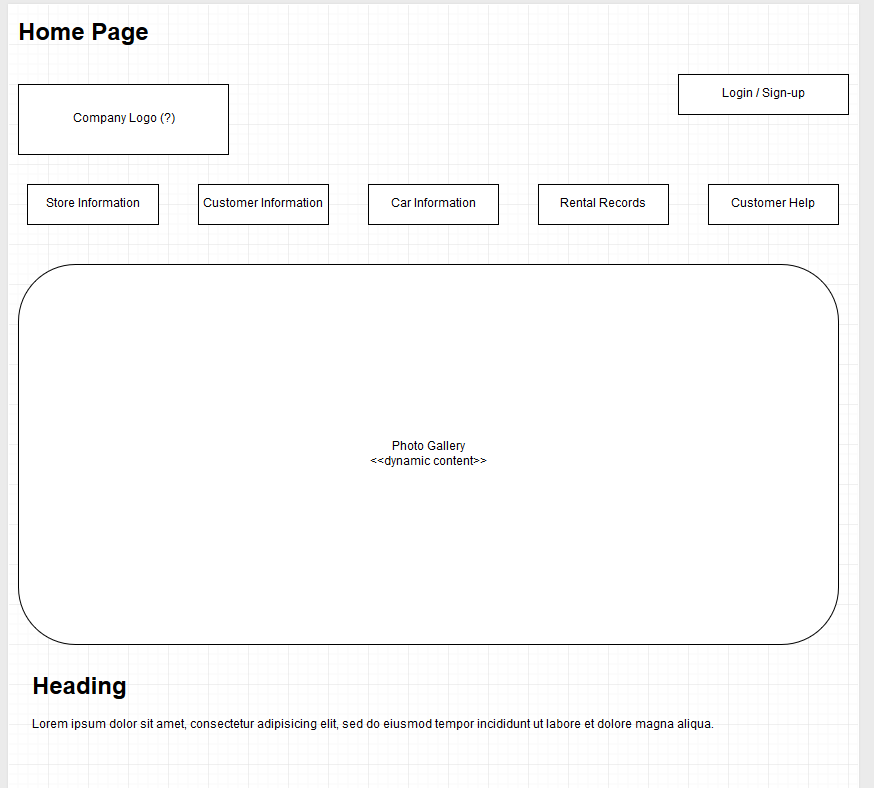 Home Page
Login / Sign-up
Company Logo (?)
Store Information
Customer Information
Car Information
Rental Records
Customer Help
Photo Gallery
<<dynamic content>>
Heading
Lorem ipsum dolor sit amet, consectetur adipisicing elit, sed do eiusmod tempor incididunt ut labore et dolore magna aliqua.